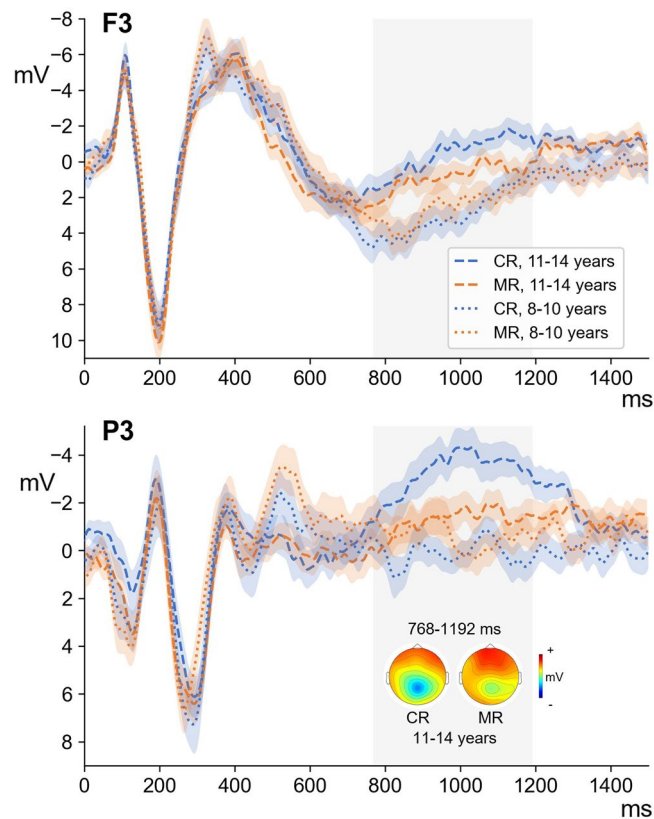 F3
mV
−8
−6
−4
−2
0
2
4
6
8
10
CR, 11-14 years
MR, 11-14 years
CR, 8-10 years
MR, 8-10 years
0 200 400 600 800 1000 1200 1400
ms
P3
mV
−4
−2
0
2
4
6
8
768-1192 ms
+
mV
-
CR MR
11-14 years
0 200 400 600 800 1000 1200 1400
ms